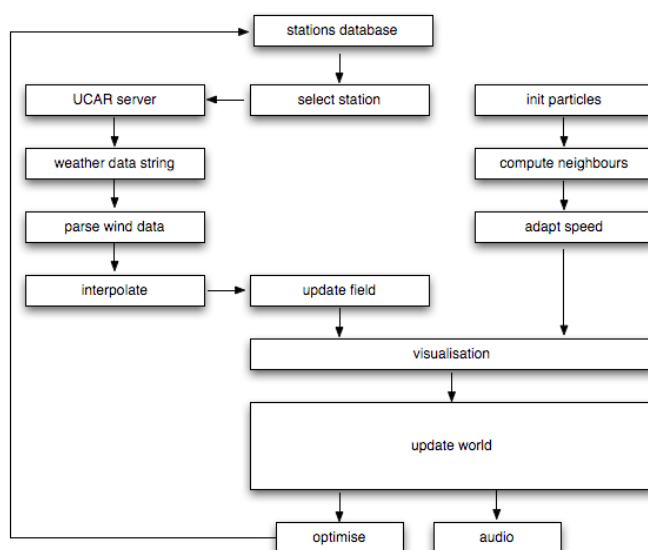 stations database
UCAR server
select station
init particles
weather data string
compute neighbours
parse wind data
adapt speed
interpolate
update field
visualisation
update world
optimise
audio